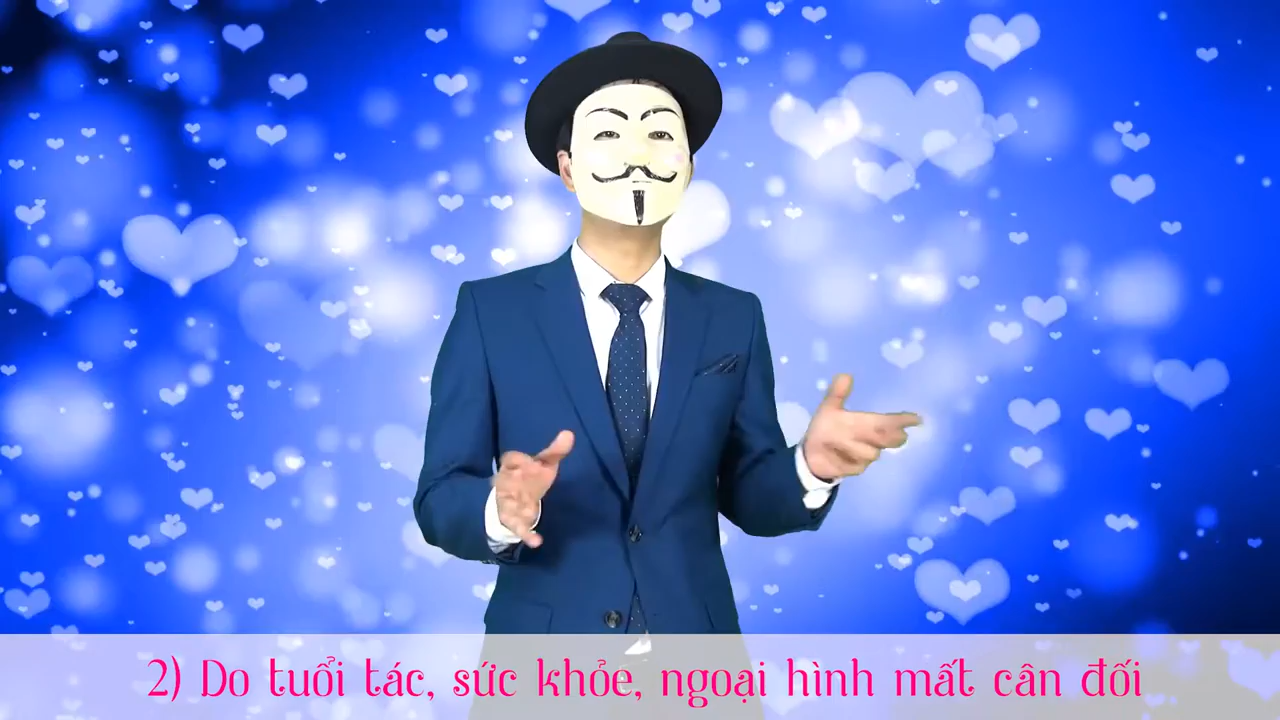 2) Do tuổi tác, sức khỏe, ngoại hình mất cân đối